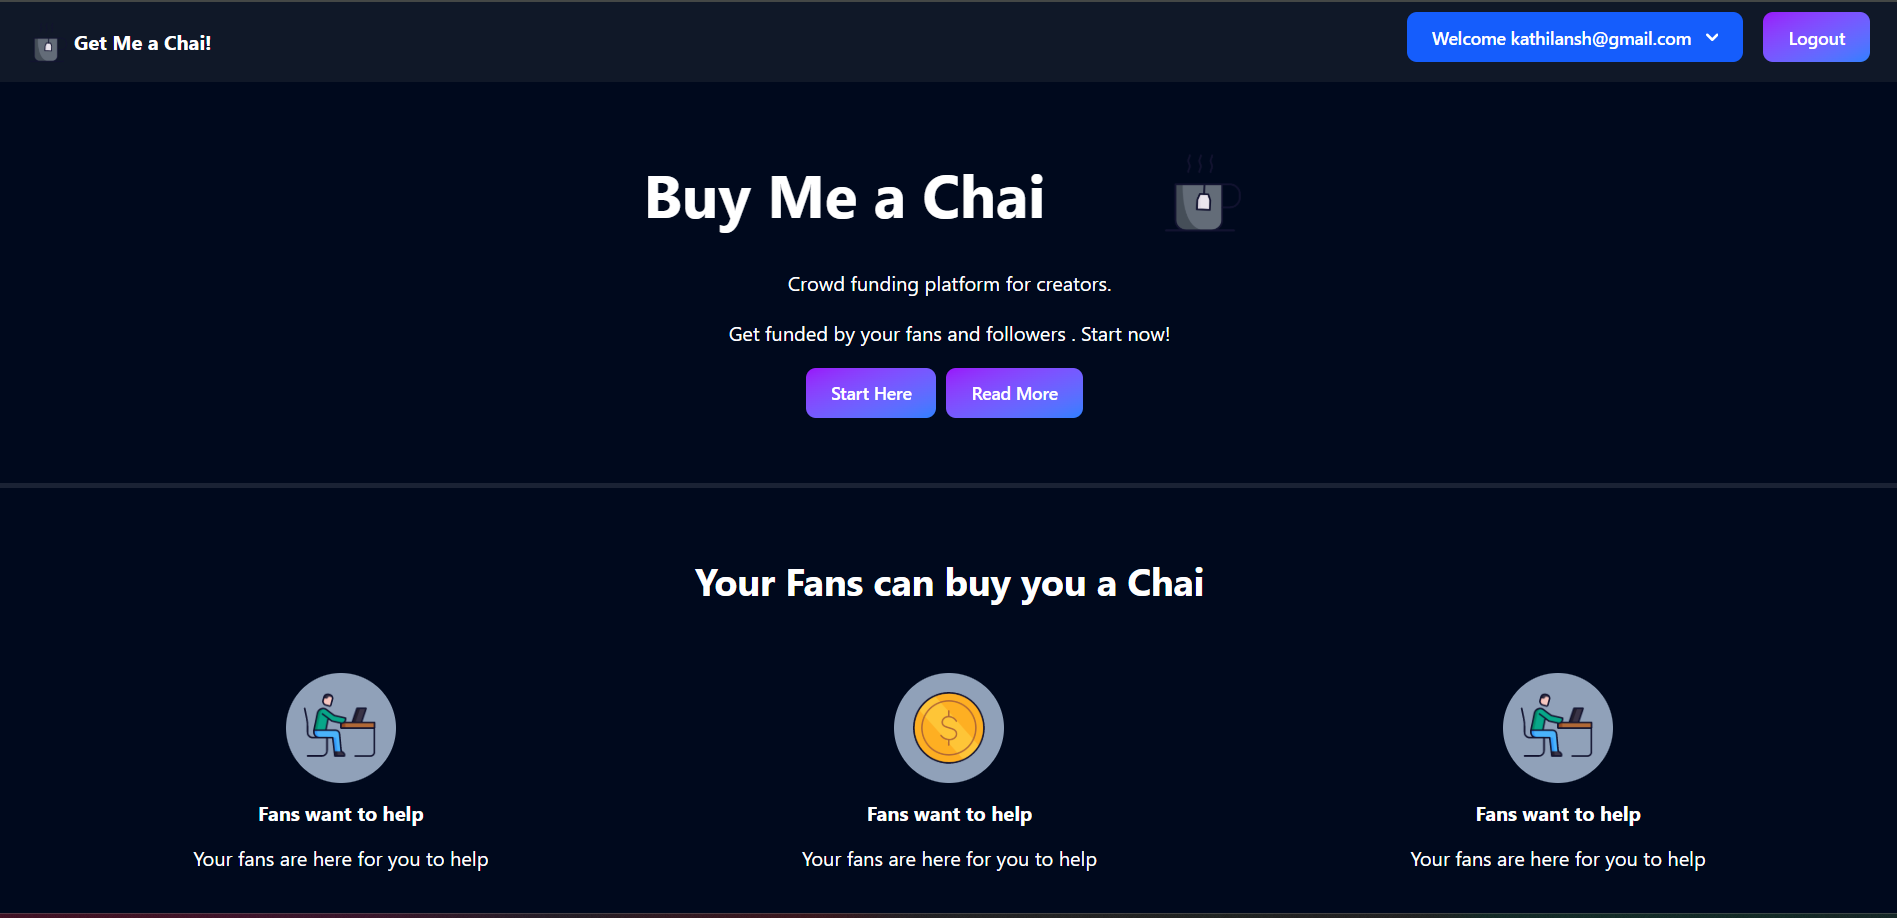 Get Me a Chai!
Welcome kathilansh@gmail.com
Logout
Buy Me a Chai
Crowd funding platform for creators.
Get funded by your fans and followers . Start now!
Start Here
Read More
Your Fans can buy you a Chai
$
Fans want to help
Fans want to help
Fans want to help
Your fans are here for you to help
Your fans are here for you to help
Your fans are here for you to help